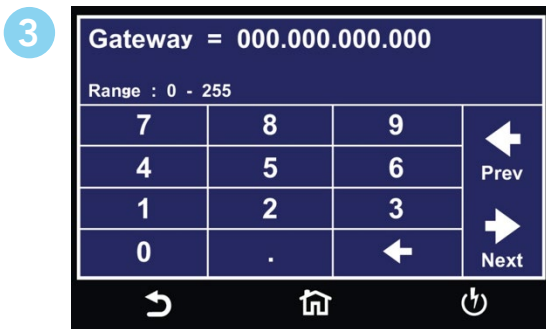 3
Gateway = 000.000.000.000
Range : 0 - 255
7 8 9
4 5 6
Prev
1 2 3
0 .
Next